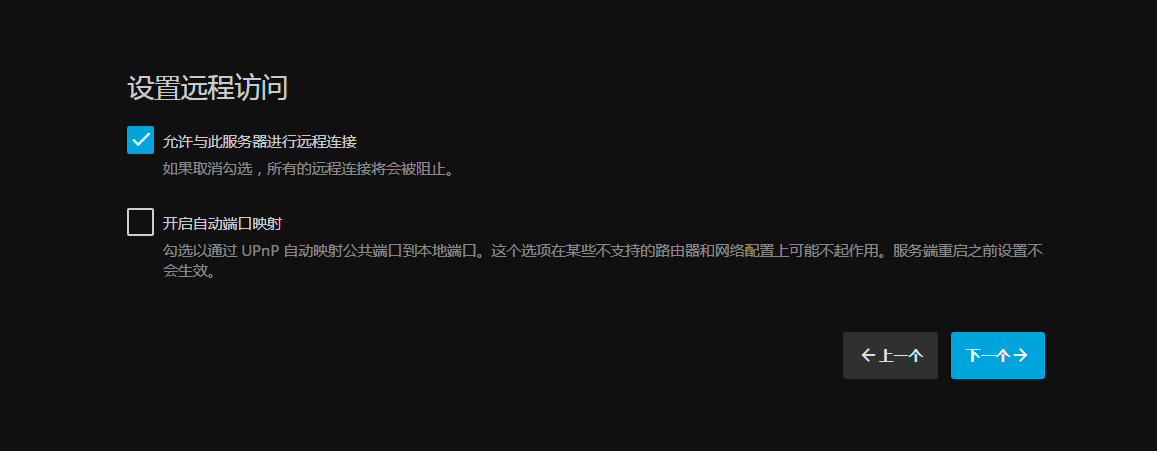 设置远程访问
允许与此服务器进行远程连接
如果取消勾选，所有的远程连接将会被阻止。
开启自动端口映射
勾选以通过 UPnP 自动映射公共端口到本地端口。这个选项在某些不支持的路由器和网络配置上可能不起作用。服务端重启之前设置不
会生效。
←上一个 下一个→